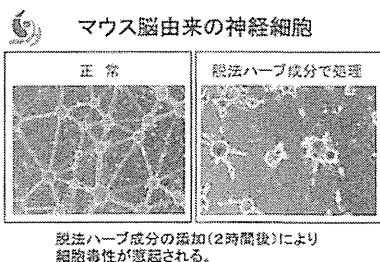 マウス脳由来の神経細胞
正 常
脱法ハーブ成分で処理
脱法ハーブ成分の添加(2時間後)により
細胞毒性が惹起される。